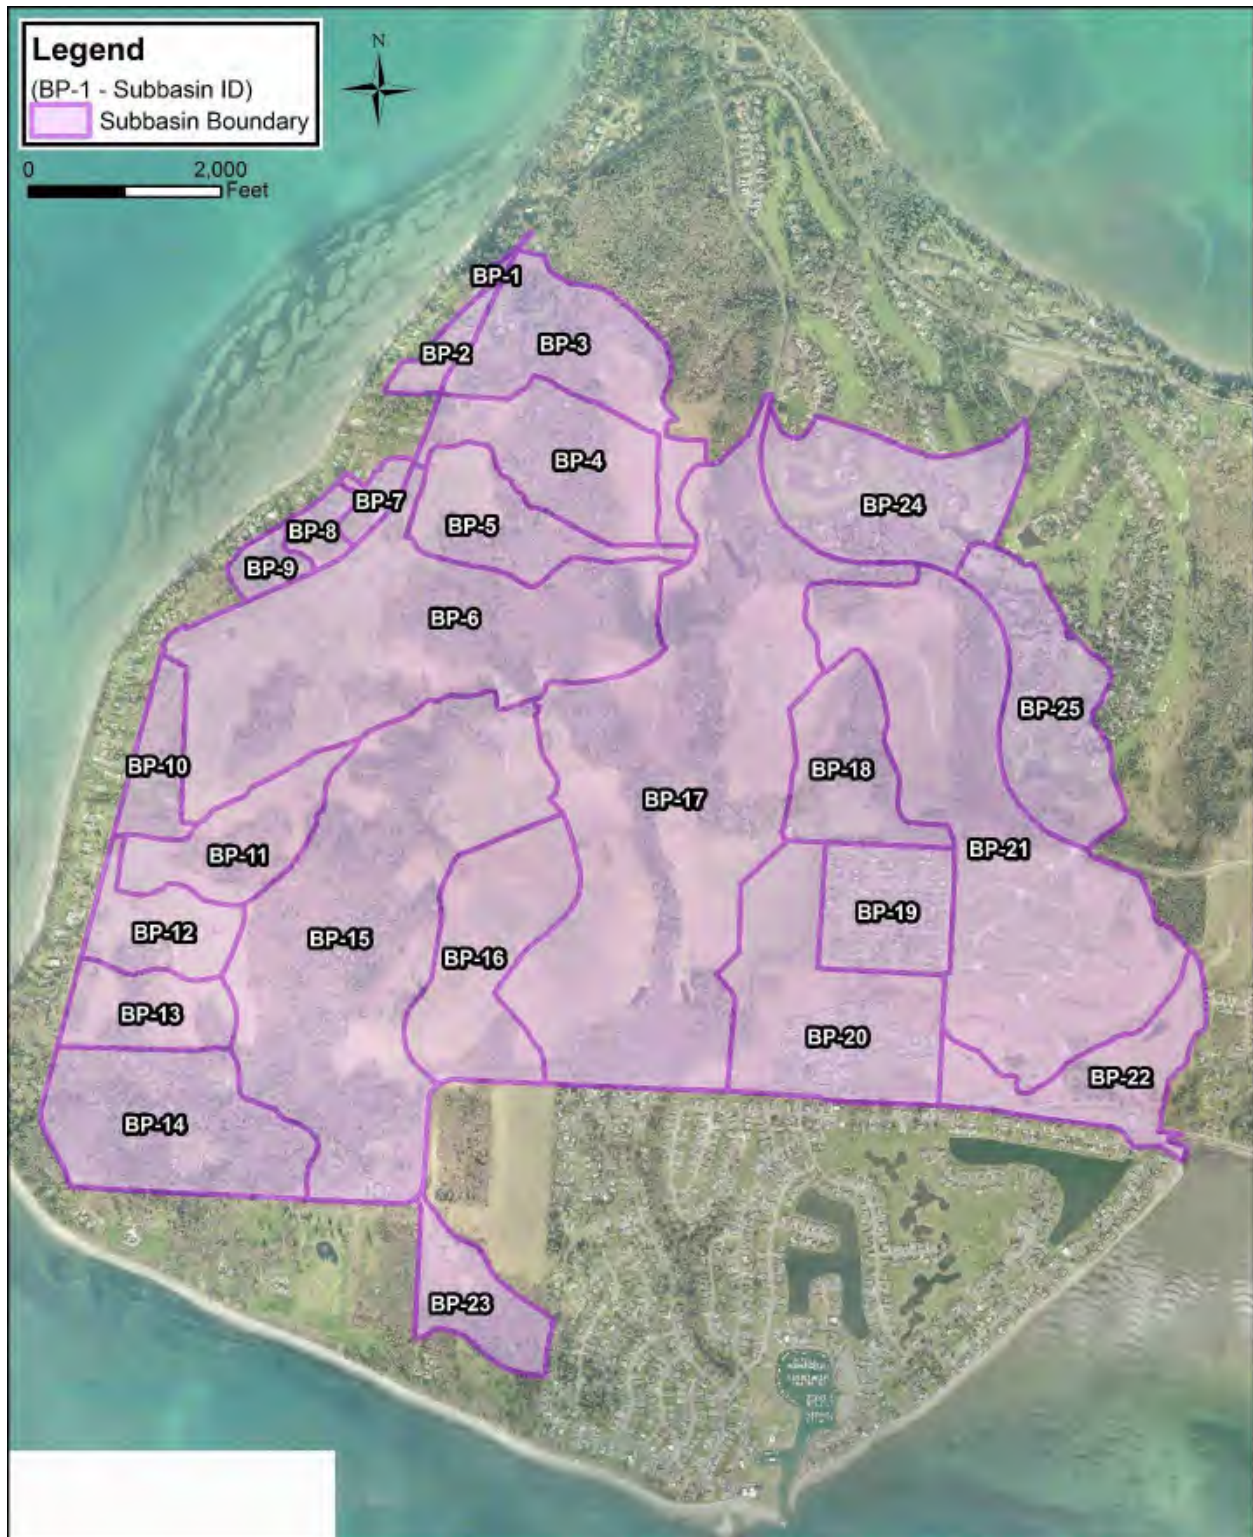 Legend
(BP-1 - Subbasin ID)
Subbasin Boundary
N
0 2,000
Feet
BP-1
BP-2
BP-3
BP-4
BP-5
BP-7
BP-8
BP-9
BP-24
BP-6
BP-25
BP-10
BP-18
BP-17
BP-21
BP-11
BP-19
BP-12
BP-15
BP-16
BP-13
BP-20
BP-22
BP-14
BP-23